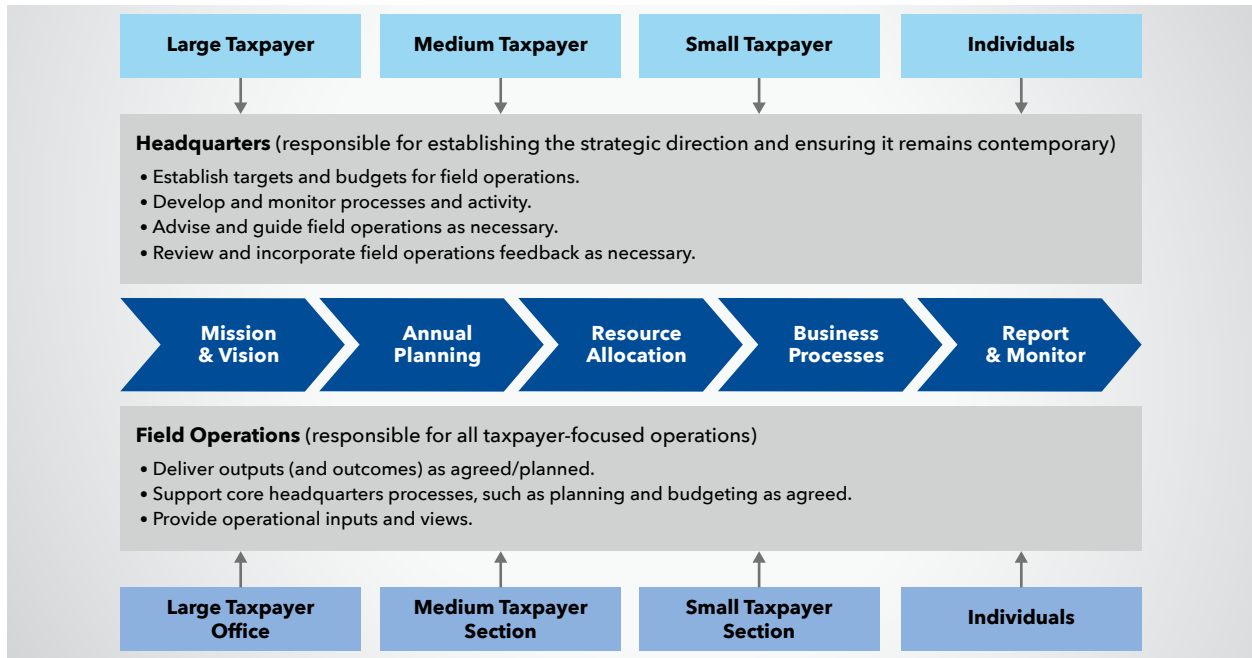 Large Taxpayer
Medium Taxpayer
Small Taxpayer
Individuals
Headquarters (responsible for establishing the strategic direction and ensuring it remains contemporary)
• Establish targets and budgets for field operations.
• Develop and monitor processes and activity.
• Advise and guide field operations as necessary.
• Review and incorporate field operations feedback as necessary.
Mission
& Vision
Annual
Planning
Resource
Allocation
Business
Processes
Report
& Monitor
Field Operations (responsible for all taxpayer-focused operations)
• Deliver outputs (and outcomes) as agreed/planned.
• Support core headquarters processes, such as planning and budgeting as agreed.
• Provide operational inputs and views.
Large Taxpayer
Office
Medium Taxpayer
Section
Small Taxpayer
Section
Individuals